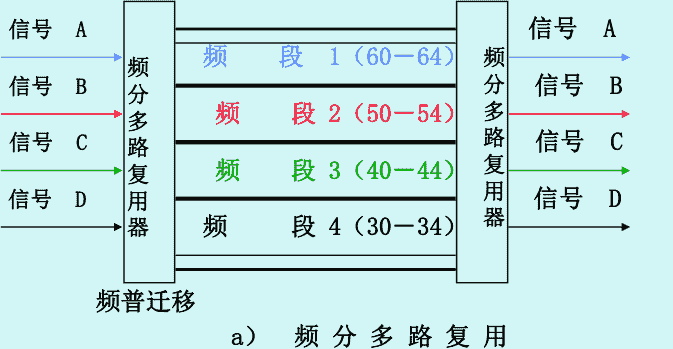 信号 A
信号 B
信号 C
信号 D
频分多路复用器
频普迁移
频 段 1（60－64）
频 段 2（50－54）
频 段 3（40－44）
频 段 4（30－34）
频分多路复用器
信号 A
信号 B
信号 C
信号 D
a） 频 分 多 路 复 用